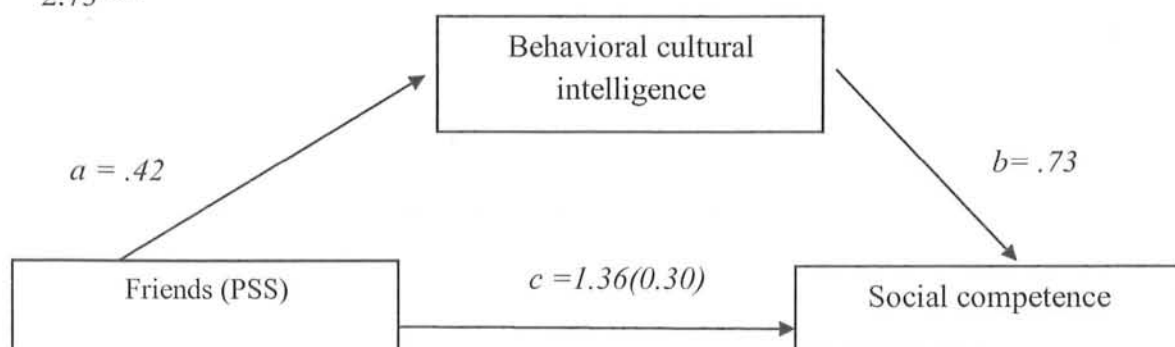 Behavioral cultural
intelligence
a = .42
b= .73
Friends (PSS)
c =1.36(0.30)
Social competence